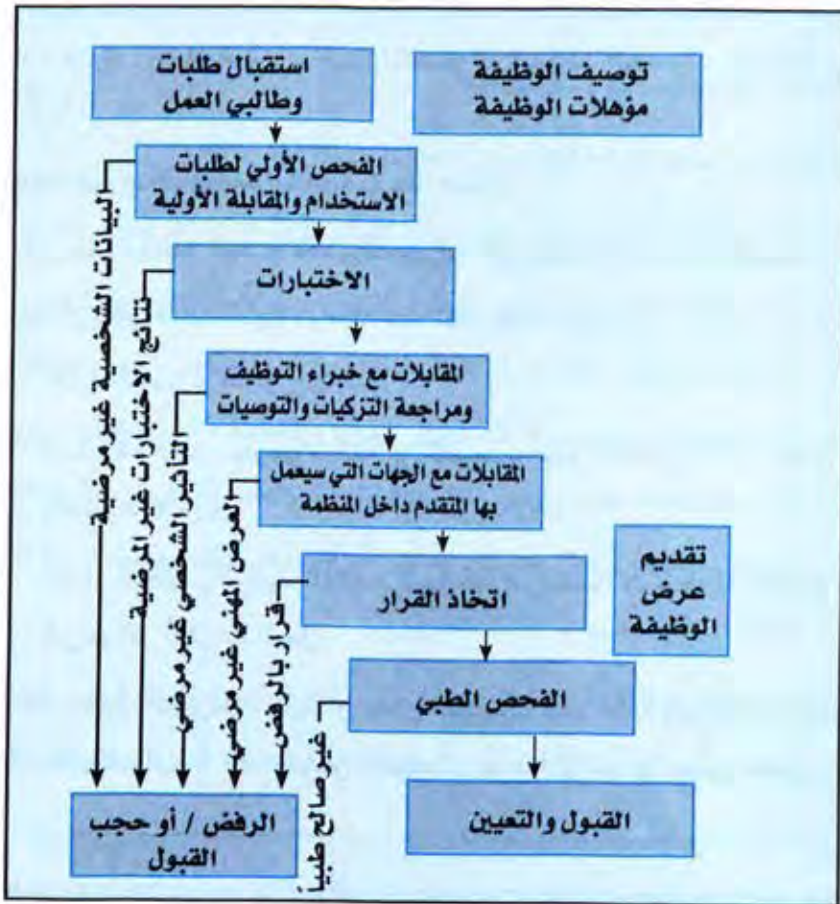 توصيف الوظيفة
مؤهلات الوظيفة
استقبال طلبات
وطالبي العمل
الفحص الأولي لطلبات
الاستخدام والمقابلة الأولية
الاختبارات
المقابلات مع خبراء التوظيف
ومراجعة التزكيات والتوصيات
المقابلات مع الجهات التي سيعمل
بها المتقدم داخل المنظمة
اتخاذ القرار
تقديم
عرض
الوظيفة
الفحص الطبي
القبول والتعيين
الرفض / أو حجب
القبول
البيانات الشخصية غير مرضية
نتائج الاختبارات غير المرضية
التأثير الشخصي غير مرضي
العرض المهني غير مرضي
قرار بالرفض
غير صالح طبياً